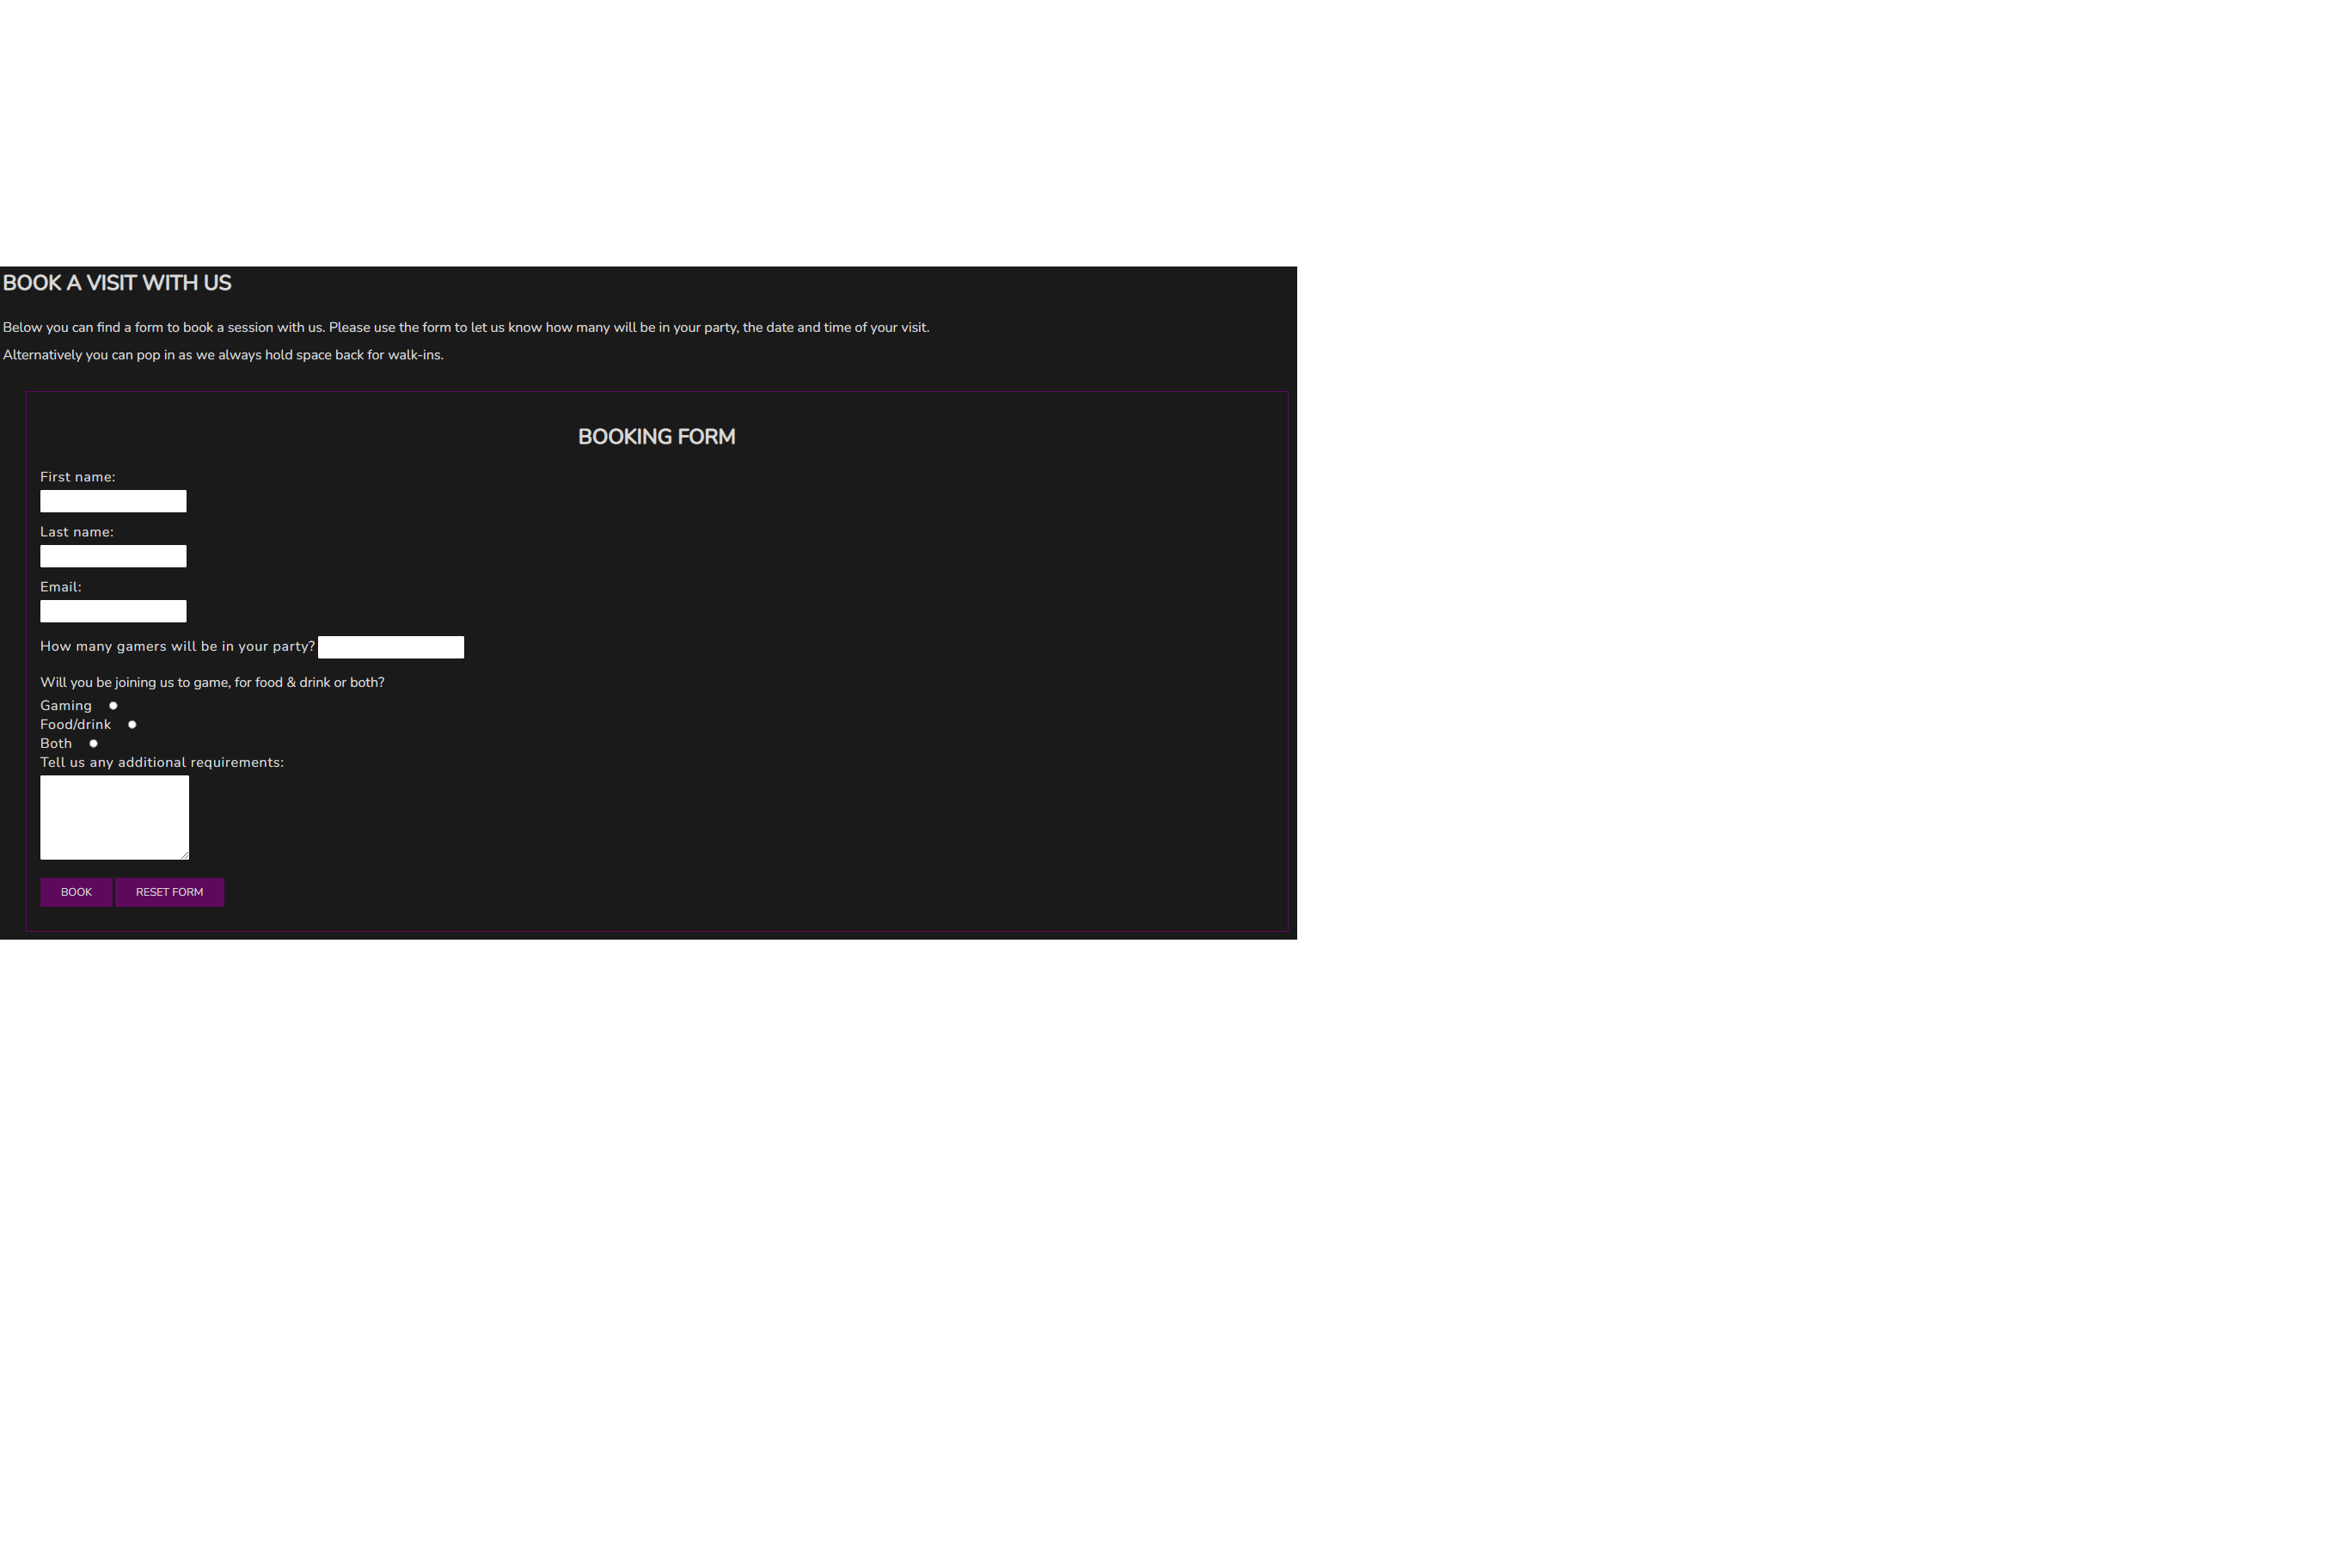 BOOK A VISIT WITH US
Below you can find a form to book a session with us. Please use the form to let us know how many will be in your party, the date and time of your visit.
Alternatively you can pop in as we always hold space back for walk-ins.
BOOKING FORM
First name:
Last name:
Email:
How many gamers will be in your party?
Will you be joining us to game, for food & drink or both?
Gaming
Food/drink
Both
Tell us any additional requirements:
BOOK RESET FORM